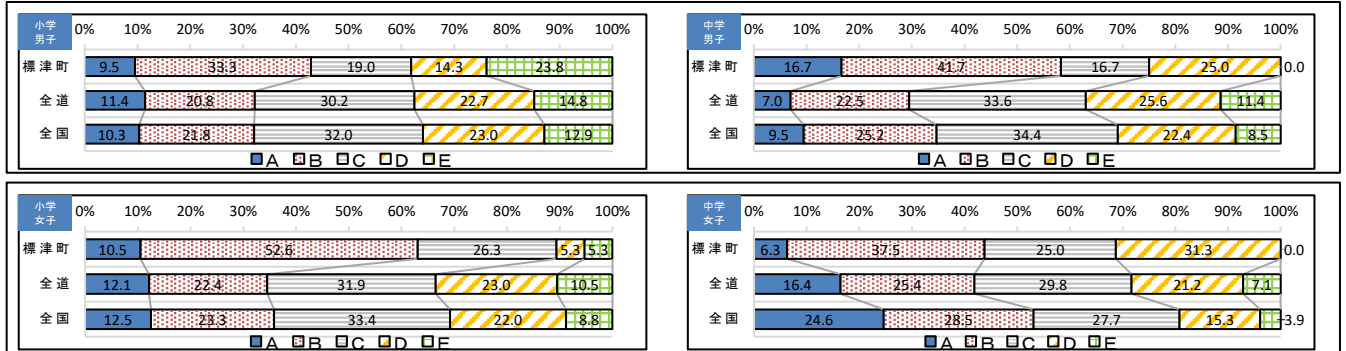 小学
男子
0% 10% 20% 30% 40% 50% 60% 70% 80% 90% 100%
標津町 9.5 33.3 19.0 14.3 23.8
全道 11.4 20.8 30.2 22.7 14.8
全国 10.3 21.8 32.0 23.0 12.9
A B C D E
中学
男子
0% 10% 20% 30% 40% 50% 60% 70% 80% 90% 100%
標津町 16.7 41.7 16.7 25.0 0.0
全道 7.0 22.5 33.6 25.6 11.4
全国 9.5 25.2 34.4 22.4 8.5
A B C D E
小学
女子
0% 10% 20% 30% 40% 50% 60% 70% 80% 90% 100%
標津町 10.5 52.6 26.3 5.3 5.3
全道 12.1 22.4 31.9 23.0 10.5
全国 12.5 23.3 33.4 22.0 8.8
A B C D E
中学
女子
0% 10% 20% 30% 40% 50% 60% 70% 80% 90% 100%
標津町 6.3 37.5 25.0 31.3 0.0
全道 16.4 25.4 29.8 21.2 7.1
全国 24.6 28.5 27.7 15.3 3.9
A B C D E